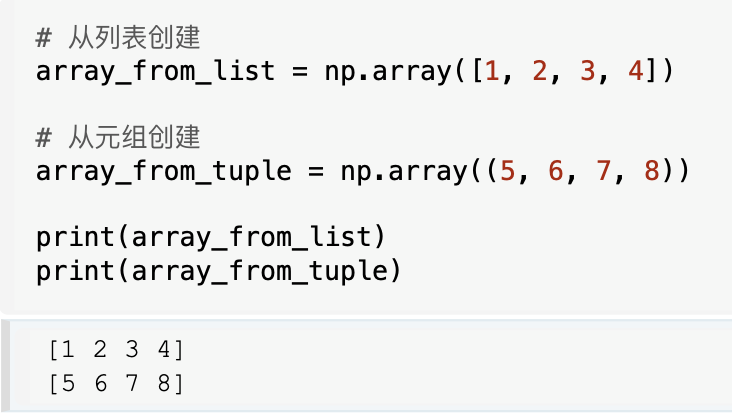 # 从列表创建
array_from_list = np.array([1, 2, 3, 4])
# 从元组创建
array_from_tuple = np.array((5, 6, 7, 8))
print(array_from_list)
print(array_from_tuple)
[1 2 3 4]
[5 6 7 8]